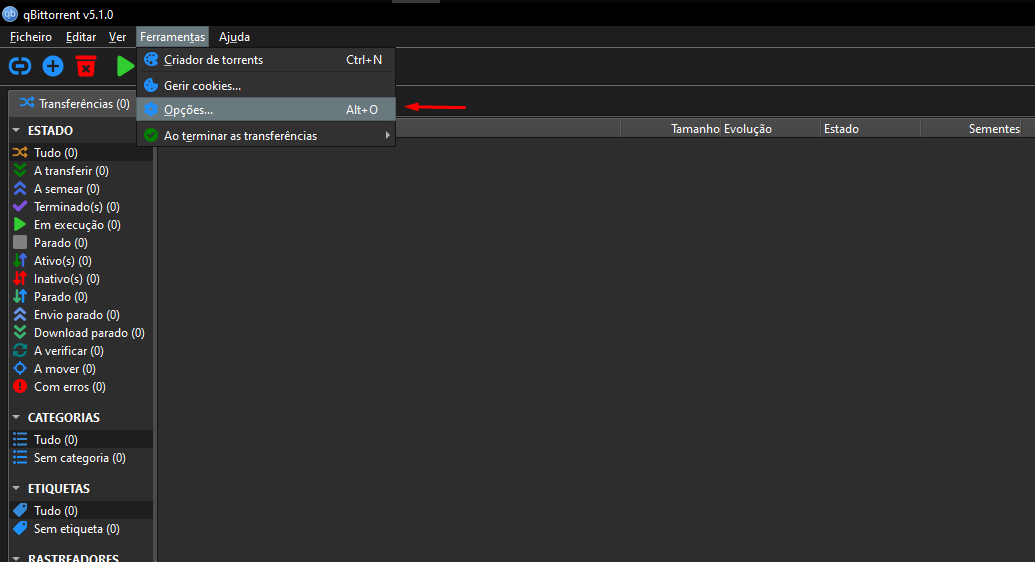 qBittorrent v5.1.0
Ficheiro Editar Ver Ferramentas Ajuda
Criador de torrents Ctrl+N
Gerir cookies...
Opções... Alt+O
Ao terminar as transferências
Transferências (0)
Tamanho Evolução Estado Sementes
ESTADO
Tudo (0)
A transferir (0)
A semear (0)
Terminado(s) (0)
Em execução (0)
Parado (0)
Ativo(s) (0)
Inativo(s) (0)
Parado (0)
Envio parado (0)
Download parado (0)
A verificar (0)
A mover (0)
Com erros (0)
CATEGORIAS
Tudo (0)
Sem categoria (0)
ETIQUETAS
Tudo (0)
Sem etiqueta (0)
RASTREADORES